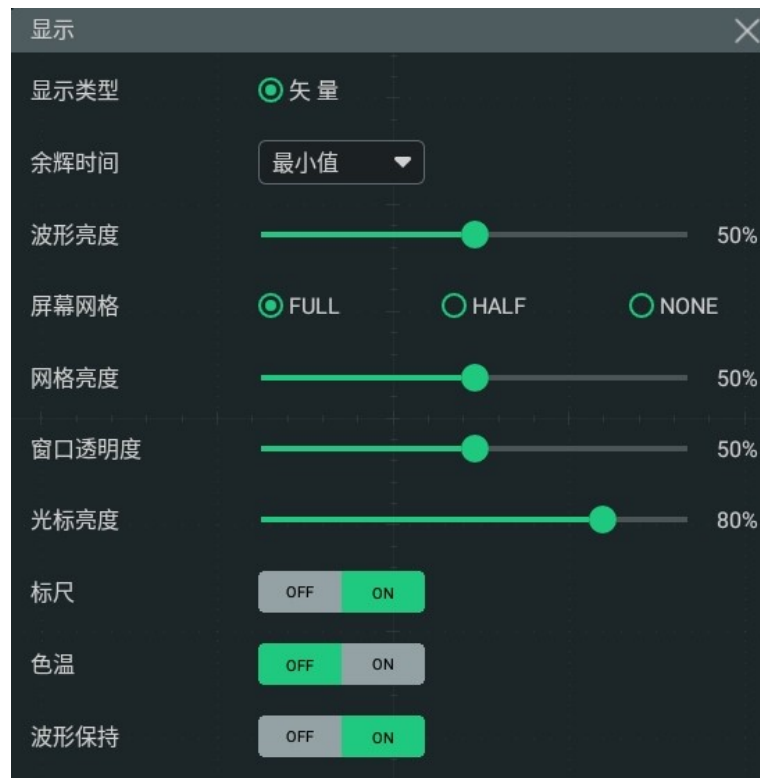 显示
显示类型 矢量
余辉时间 最小值
波形亮度 50%
屏幕网格 FULL HALF NONE
网格亮度 50%
窗口透明度 50%
光标亮度 80%
标尺 OFF ON
色温 OFF ON
波形保持 OFF ON